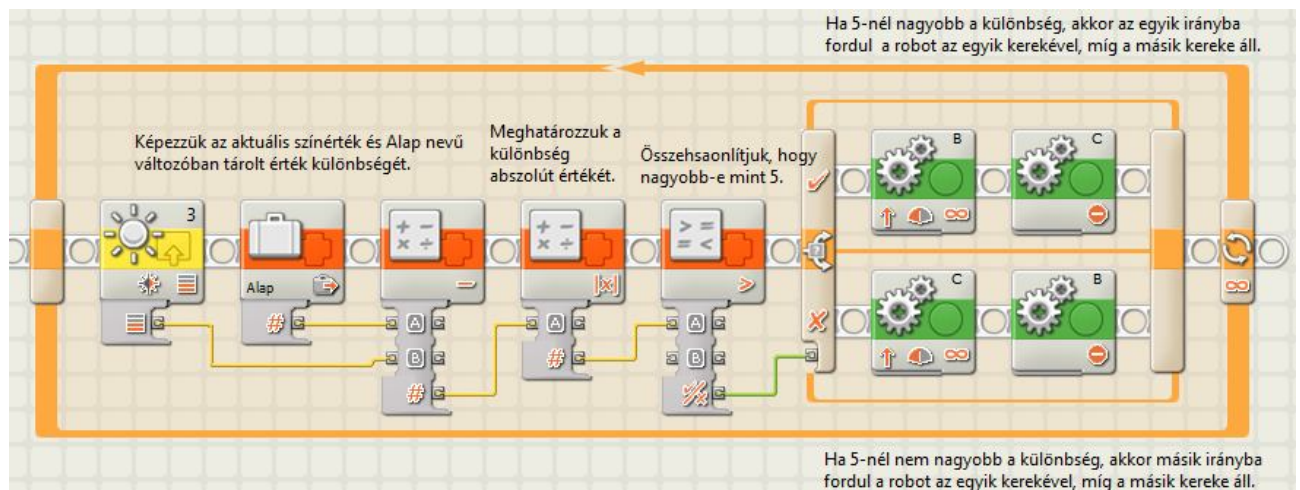 Ha 5-nél nagyobb a különbség, akkor az egyik irányba
fordul a robot az egyik kerekével, míg a másik kereke áll.
Képezzük az aktuális színérték és Alap nevű
változóban tárolt érték különbségét.
Meghatározzuk a
különbség
abszolút értékét.
Összehsaonlítjuk, hogy
nagyobb-e mint 5.
B
C
3
Alap
|x|
>
#
A
B
#
A
#
A
B
C
B
Ha 5-nél nem nagyobb a különbség, akkor másik irányba
fordul a robot az egyik kerekével, míg a másik kereke áll.